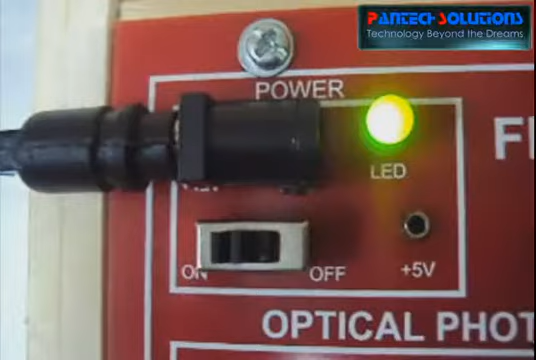 PANTECH SOLUTIONS
Technology Beyond the Dreams
POWER
LED
ON
OFF
+5V
OPTICAL PHOT